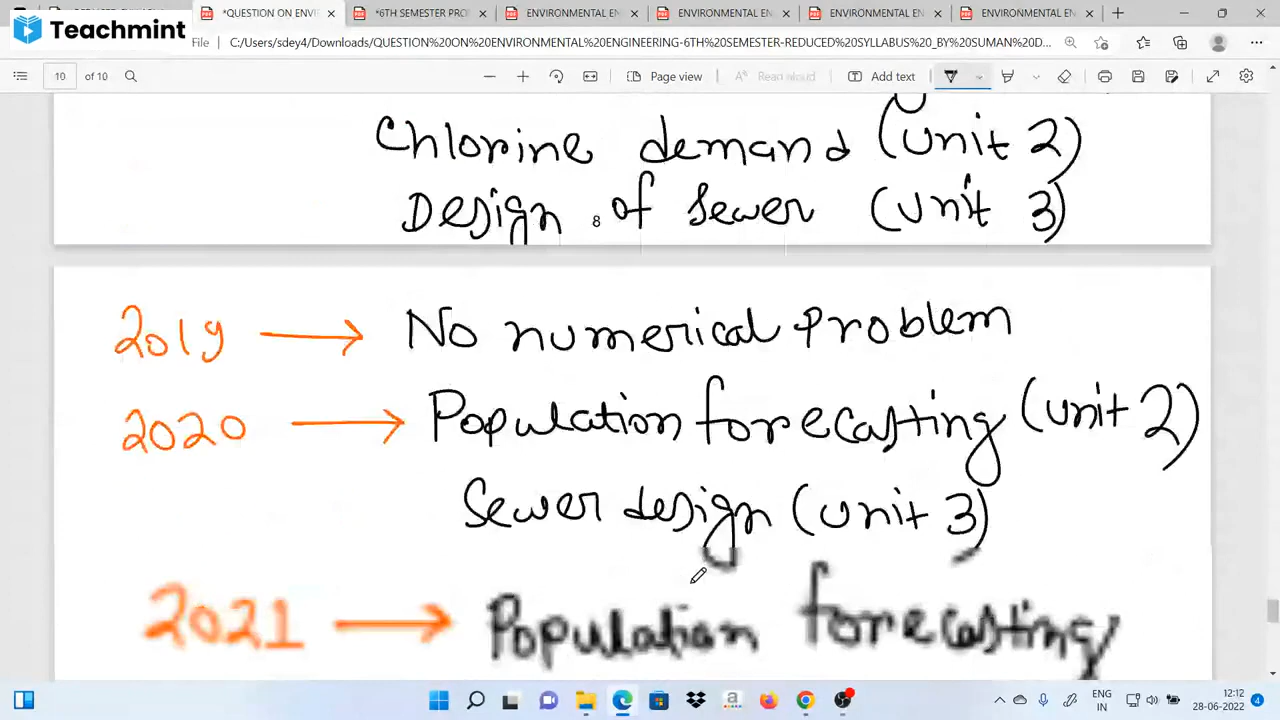 *QUESTION ON ENVI
6TH SEMESTER RED
ENVIRONMENTAL EN
ENVIRONMENTAL EN
ENVIRONMENTAL EN
ENVIRONMENTAL EN
Teachmint
File | C:/Users/sdey4/Downloads/QUESTION%20ON%20ENVIRONMENTAL%20ENGINEERING-6TH%20SEMESTER-REDUCED%20SYLLABUS%20_BY%20SUMAN%20D...
10 of 10 Page view Read aloud Add text
Chlorine demand (Unit 2)
Design of Sewer (Unit 3)
8
2019 → No numerical problem
2020 → Population forecasting (Unit 2)
Sewer design (Unit 3)
2021 → Population forecasting
ENG
IN
12:12
28-06-2022
4